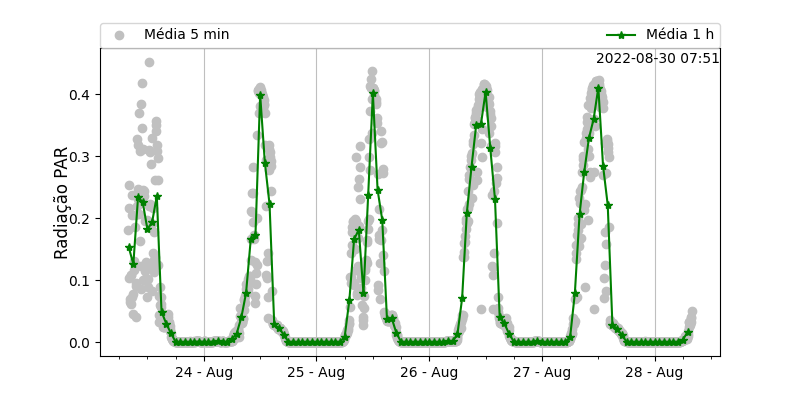 Média 5 min
Média 1 h
2022-08-30 07:51
Radiação PAR
0.4
0.3
0.2
0.1
0.0
24 - Aug
25 - Aug
26 - Aug
27 - Aug
28 - Aug